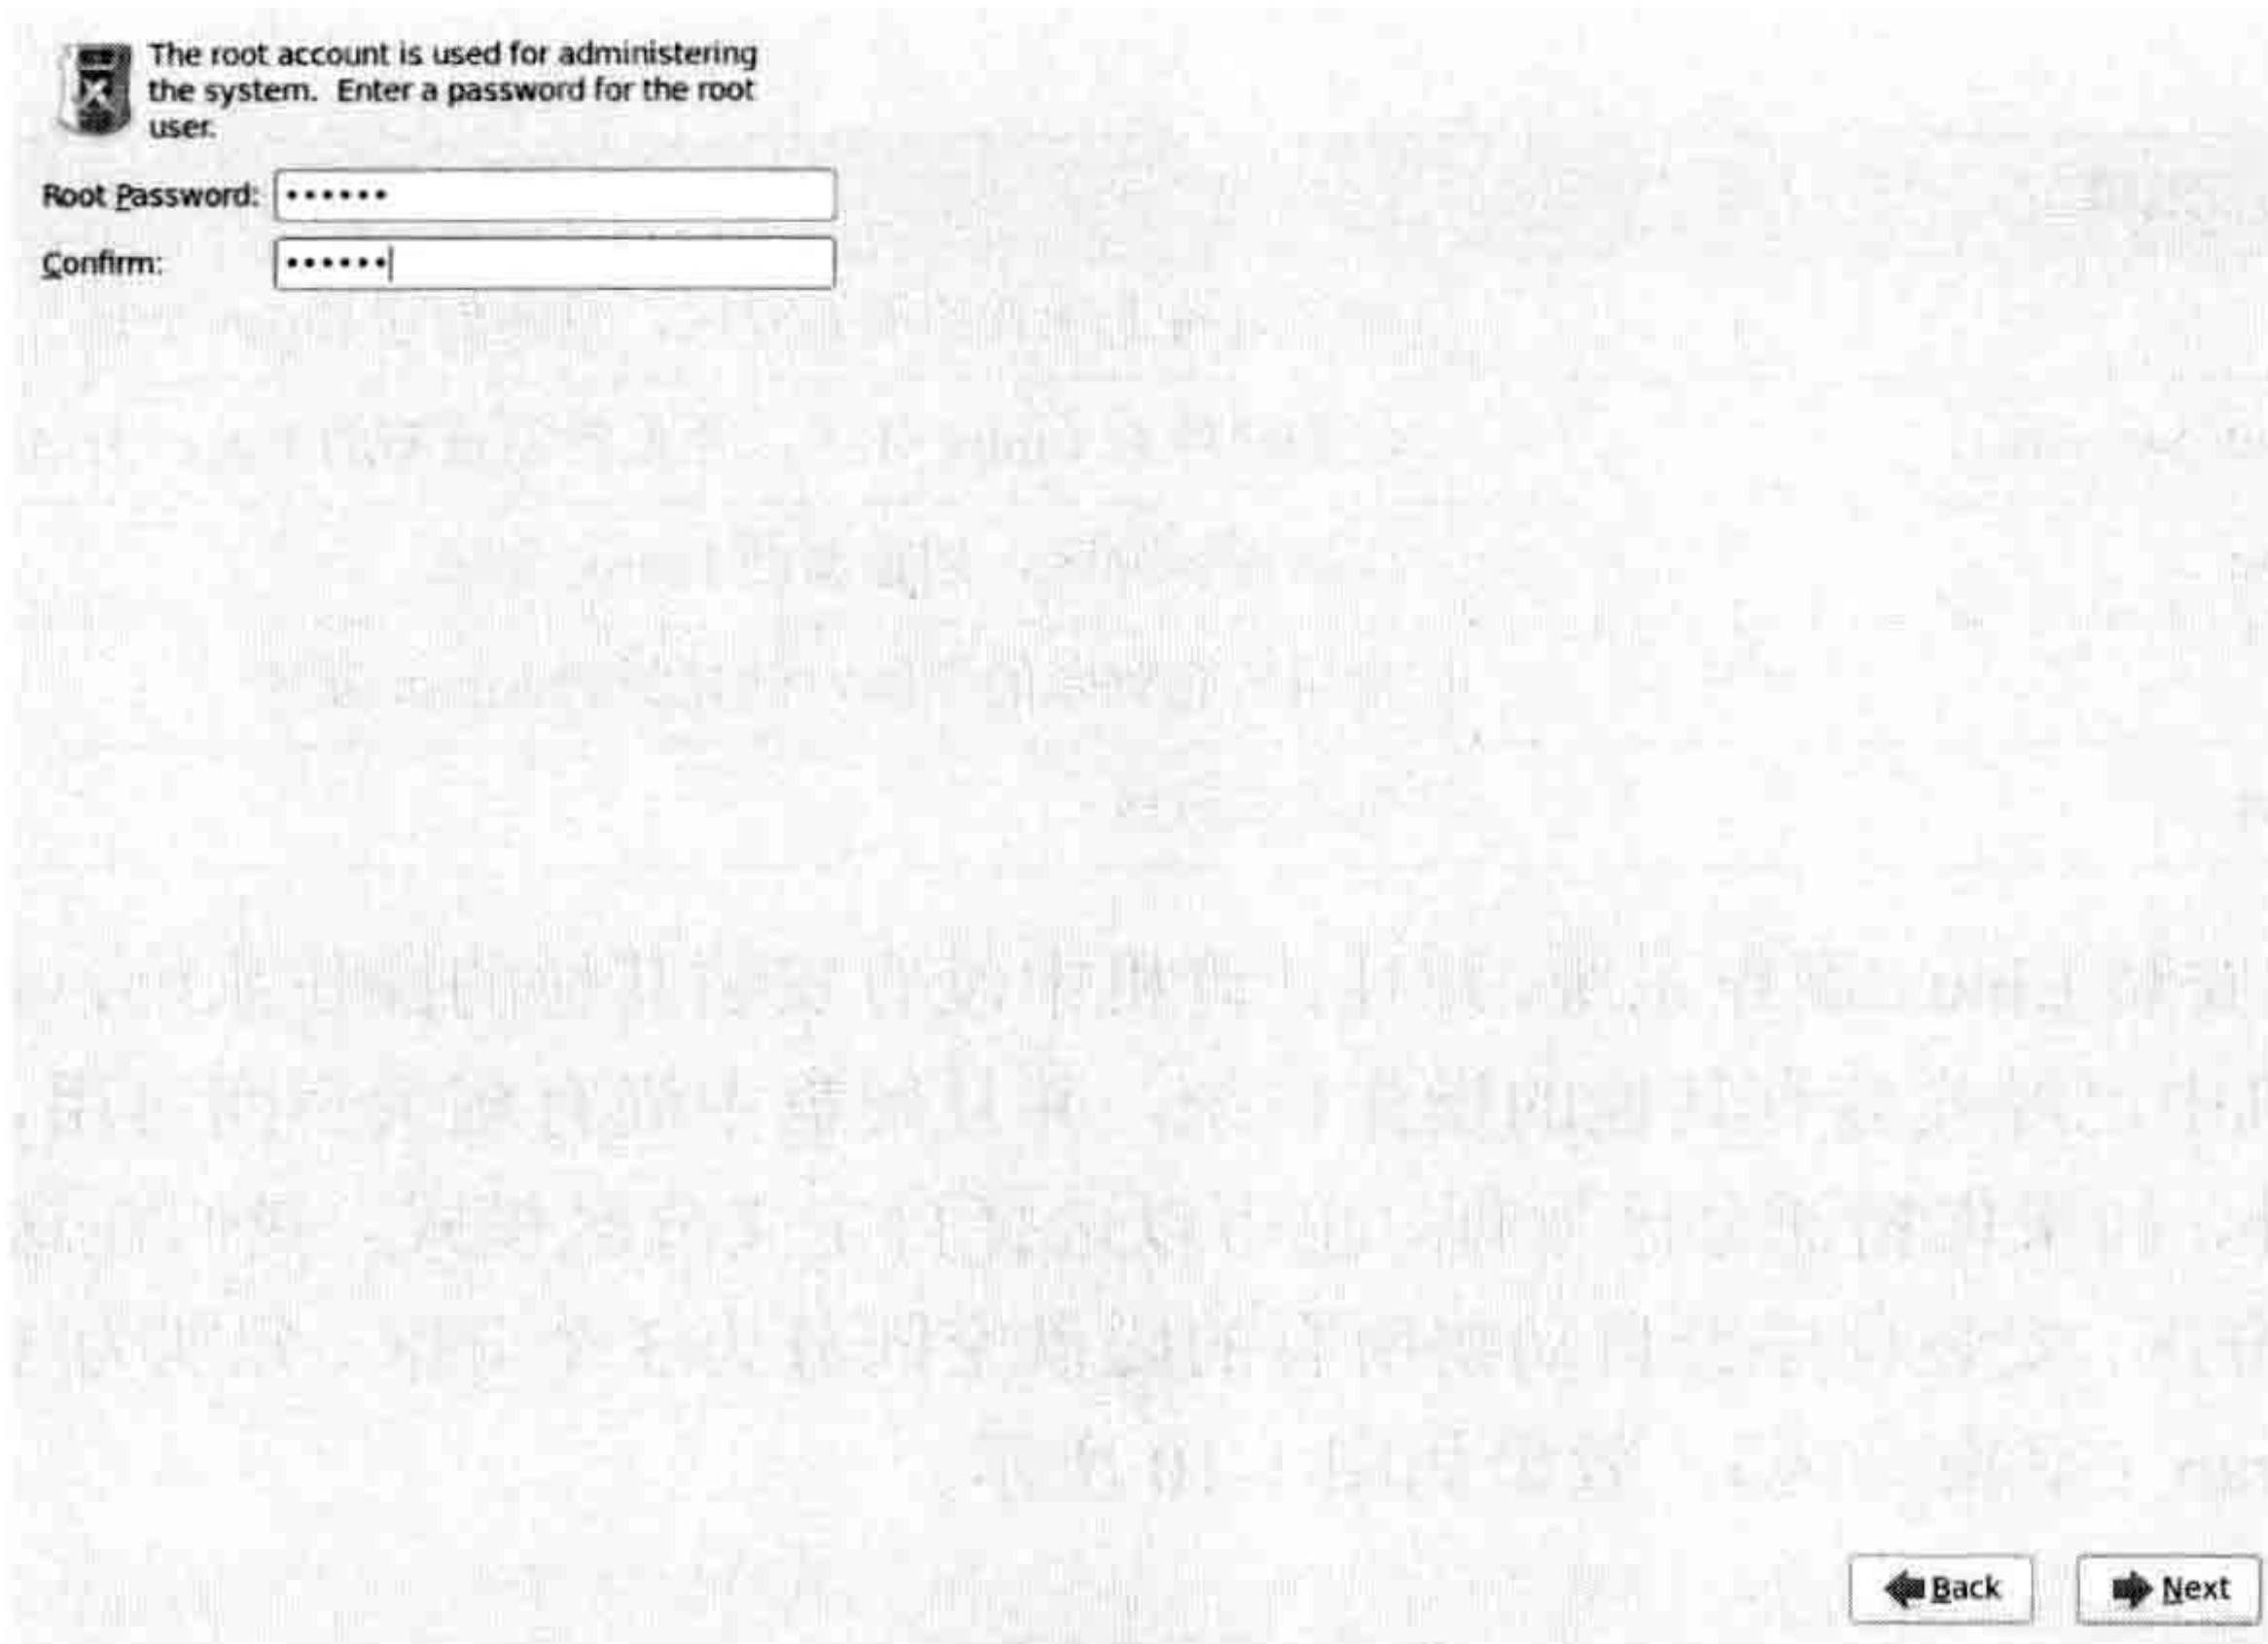 The root account is used for administering
the system.  Enter a password for the root
user.
Root Password: ••••••
Confirm: ••••••
Back
Next